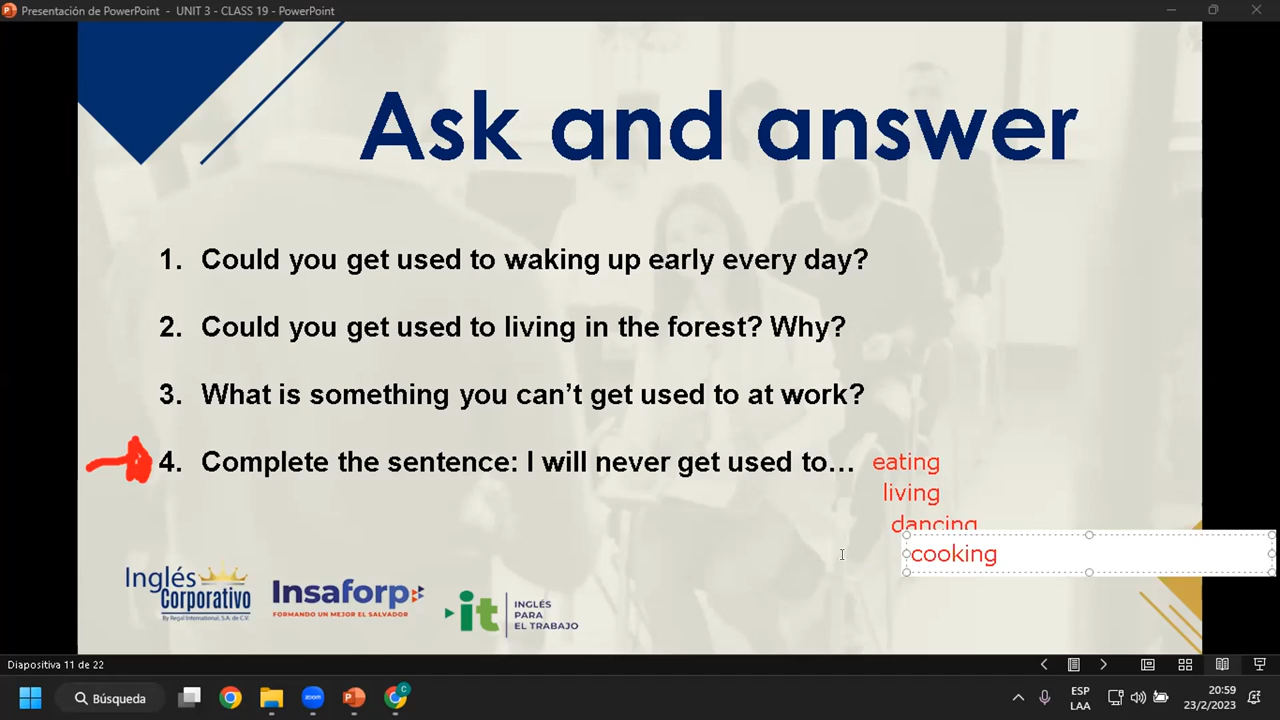 Presentación de PowerPoint - UNIT 3 - CLASS 19 - PowerPoint
Ask and answer
1. Could you get used to waking up early every day?
2. Could you get used to living in the forest? Why?
3. What is something you can't get used to at work?
4. Complete the sentence: I will never get used to… eating
living
dancing
cooking
Inglés
Corporativo
By Regal International, S.A. de C.V.
Insaforp
FORMANDO UN MEJOR EL SALVADOR
it
INGLÉS
PARA
EL TRABAJO
Diapositiva 11 de 22
Búsqueda
zoom
C
ESP
LAA
20:59
23/2/2023